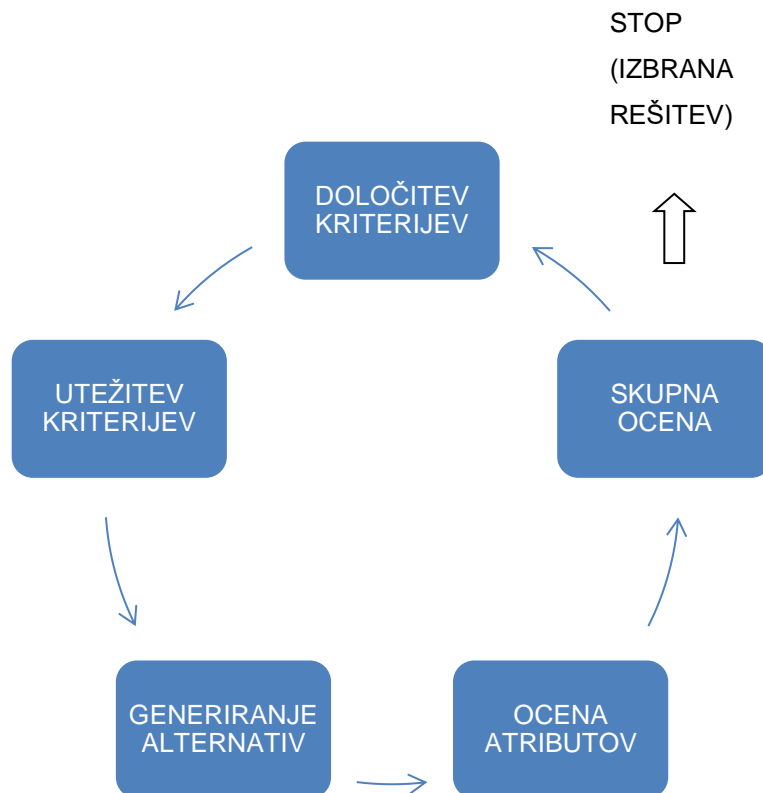 STOP
(IZBRANA
REŠITEV)
DOLOČITEV
KRITERIJEV
UTEŽITEV
KRITERIJEV
SKUPNA
OCENA
GENERIRANJE
ALTERNATIV
OCENA
ATRIBUTOV